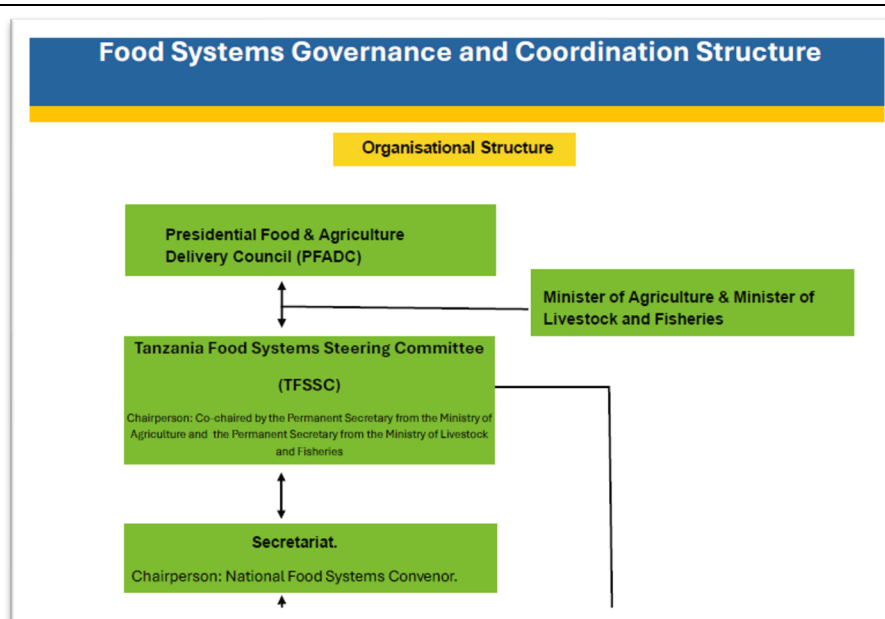 Food Systems Governance and Coordination Structure
Organisational Structure
Presidential Food & Agriculture
Delivery Council (PFADC)
Minister of Agriculture & Minister of
Livestock and Fisheries
Tanzania Food Systems Steering Committee
(TFSSC)
Chairperson: Co-chaired by the Permanent Secretary from the Ministry of
Agriculture and the Permanent Secretary from the Ministry of Livestock
and Fisheries
Secretariat.
Chairperson: National Food Systems Convenor.